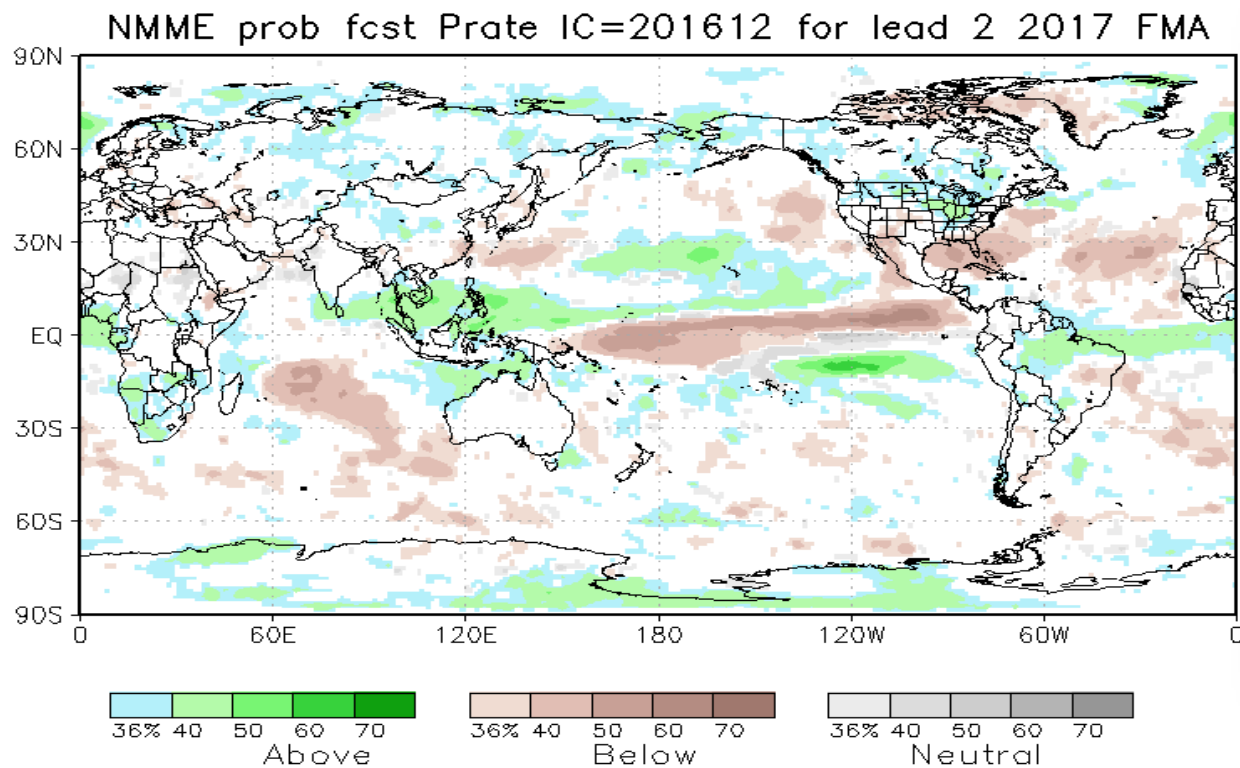 NMME prob fcst Prate IC=201612 for lead 2 2017 FMA
90N
60N
30N
EQ
30S
60S
90S
0 60E 120E 180 120W 60W 0
36% 40 50 60 70 36% 40 50 60 70 36% 40 50 60 70
Above Below Neutral